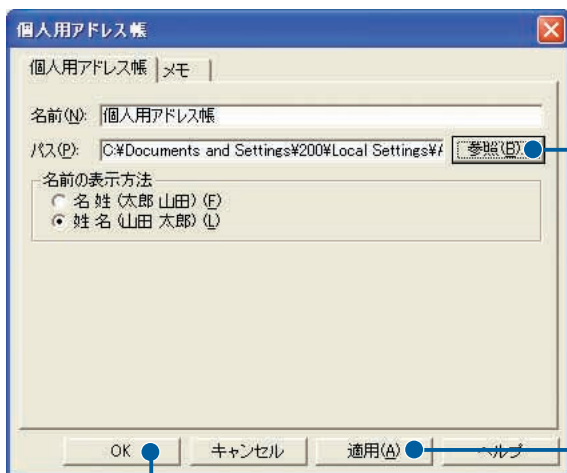 個人用アドレス帳
個人用アドレス帳 メモ
名前(N): 個人用アドレス帳
パス(P): C:¥Documents and Settings¥200¥Local Settings¥A 参照(B)...
名前の表示方法
名 姓 (太郎 山田) (F)
姓 名 (山田 太郎) (L)
OK キャンセル 適用(A) ヘルプ